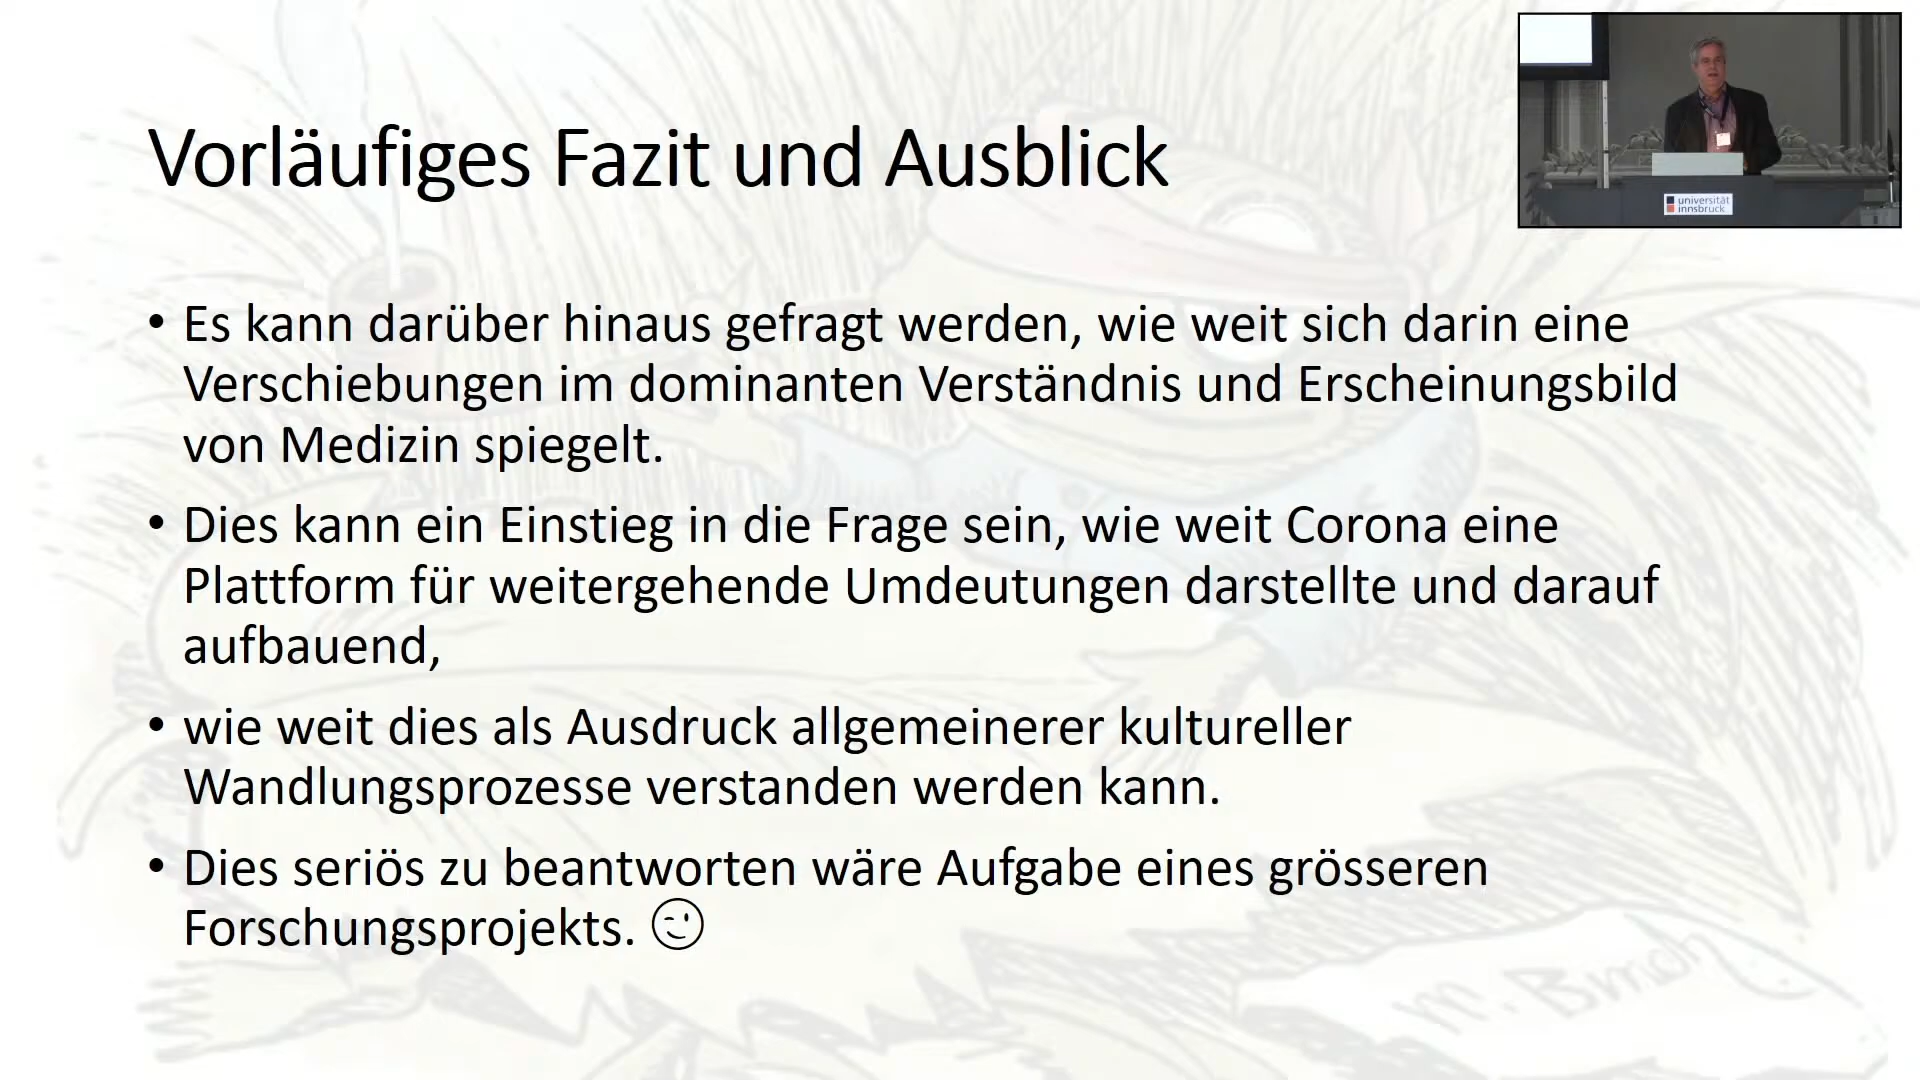 Vorläufiges Fazit und Ausblick
universität
innsbruck
• Es kann darüber hinaus gefragt werden, wie weit sich darin eine
Verschiebungen im dominanten Verständnis und Erscheinungsbild
von Medizin spiegelt.
• Dies kann ein Einstieg in die Frage sein, wie weit Corona eine
Plattform für weitergehende Umdeutungen darstellte und darauf
aufbauend,
• wie weit dies als Ausdruck allgemeinerer kultureller
Wandlungsprozesse verstanden werden kann.
• Dies seriös zu beantworten wäre Aufgabe eines grösseren
Forschungsprojekts. 😉